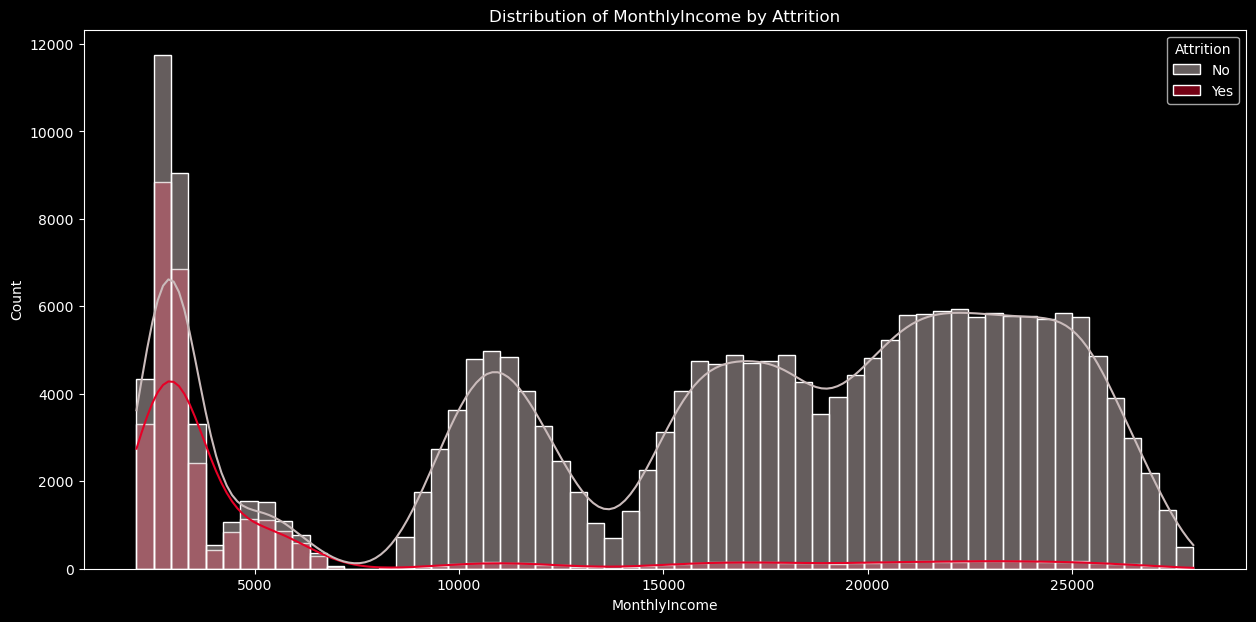 Distribution of MonthlyIncome by Attrition
Attrition
No
Yes
Count
12000
10000
8000
6000
4000
2000
0
5000
10000
15000
20000
25000
MonthlyIncome